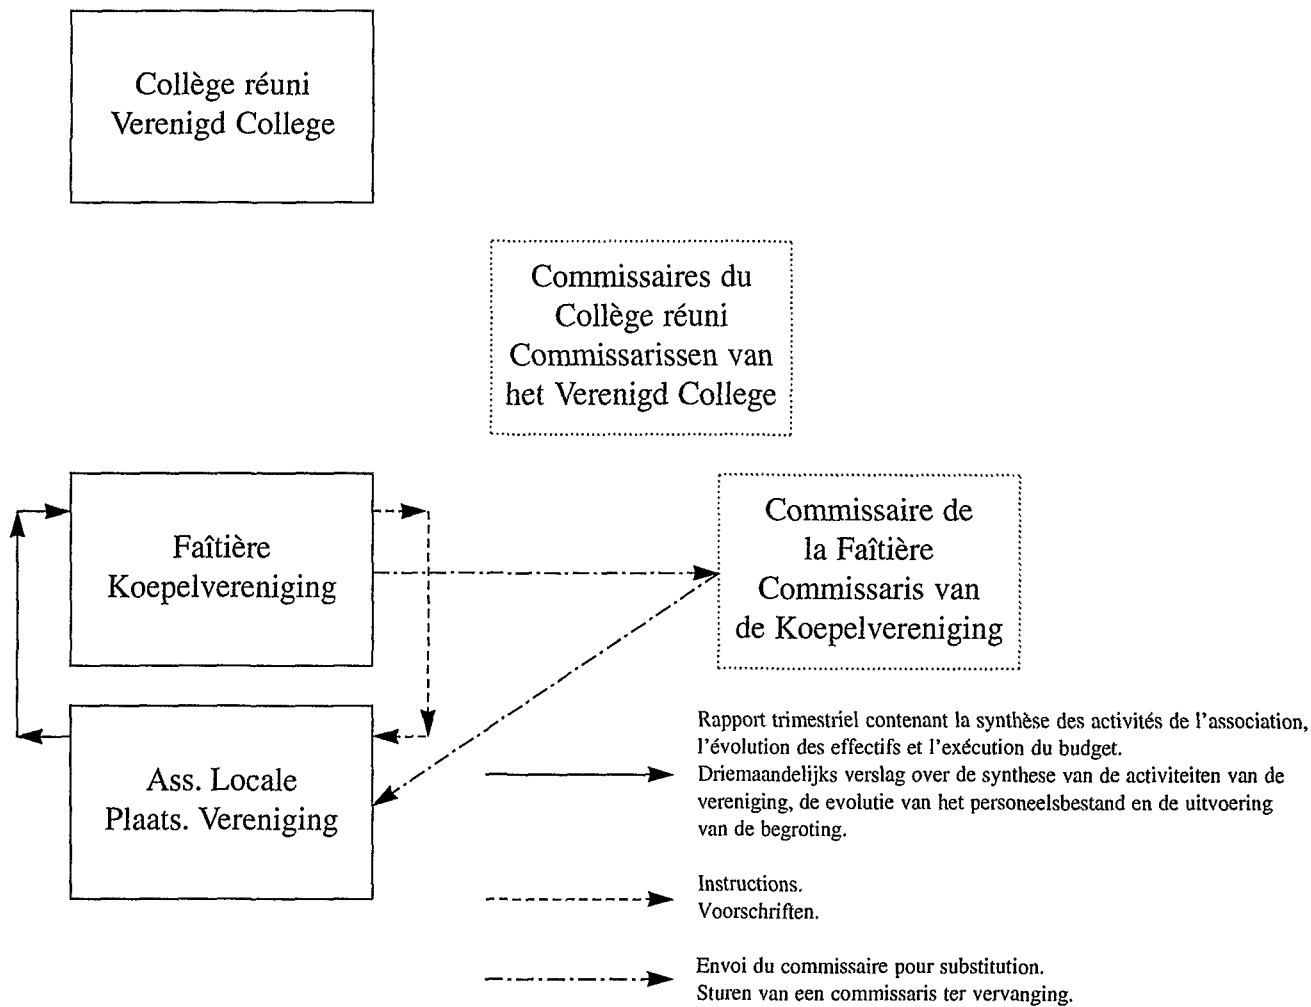 Collège réuni
Verenigd College
Commissaires du
Collège réuni
Commissarissen van
het Verenigd College
Faîtière
Koepelvereniging
Commissaire de
la Faîtière
Commissaris van
de Koepelvereniging
Ass. Locale
Plaats. Vereniging
Rapport trimestriel contenant la synthèse des activités de l'association,
l'évolution des effectifs et l'exécution du budget.
Driemaandelijks verslag over de synthese van de activiteiten van de
vereniging, de evolutie van het personeelsbestand en de uitvoering
van de begroting.
Instructions.
Voorschriften.
Envoi du commissaire pour substitution.
Sturen van een commissaris ter vervanging.